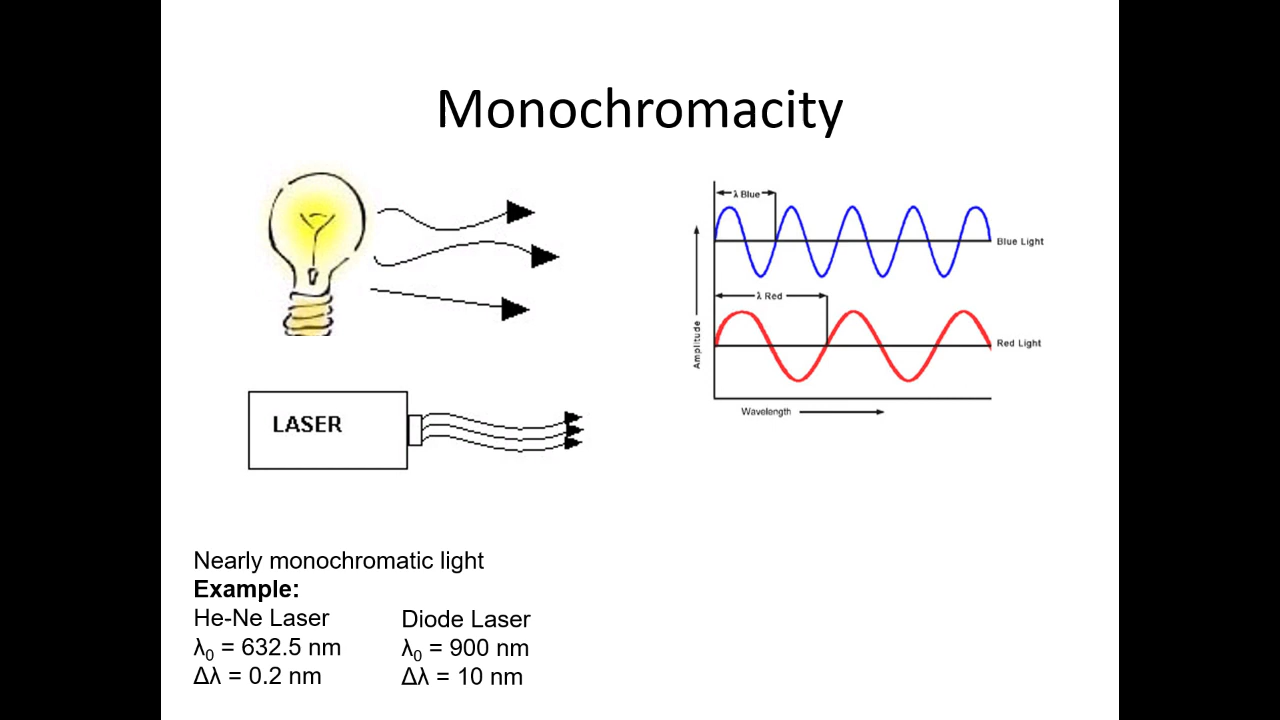 Monochromacity
λ Blue
Blue Light
λ Red
Red Light
Amplitude
Wavelength
LASER
Nearly monochromatic light
Example:
He-Ne Laser
λ₀ = 632.5 nm
Δλ = 0.2 nm
Diode Laser
λ₀ = 900 nm
Δλ = 10 nm